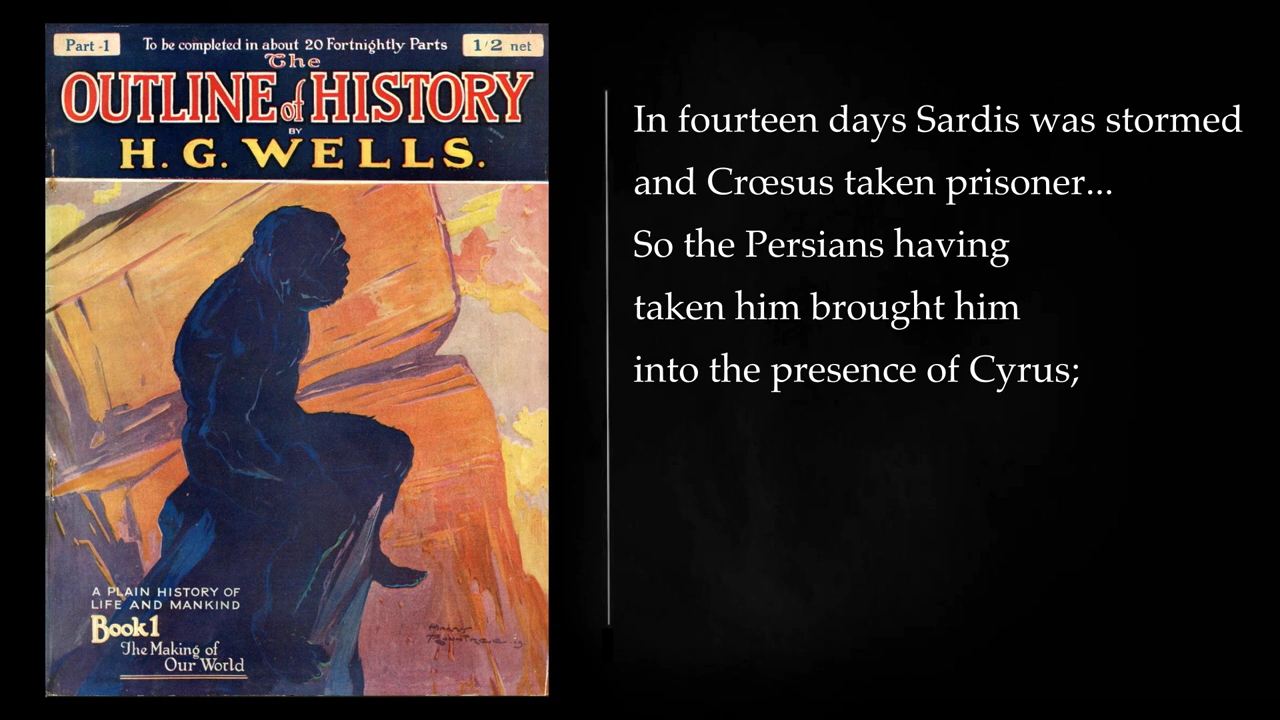 Part -1
To be completed in about 20 Fortnightly Parts
1/2 net
The
OUTLINE of HISTORY
BY
H. G. WELLS.
A PLAIN HISTORY OF
LIFE AND MANKIND
Book 1
The Making of
Our World
In fourteen days Sardis was stormed
and Crœsus taken prisoner...
So the Persians having
taken him brought him
into the presence of Cyrus;